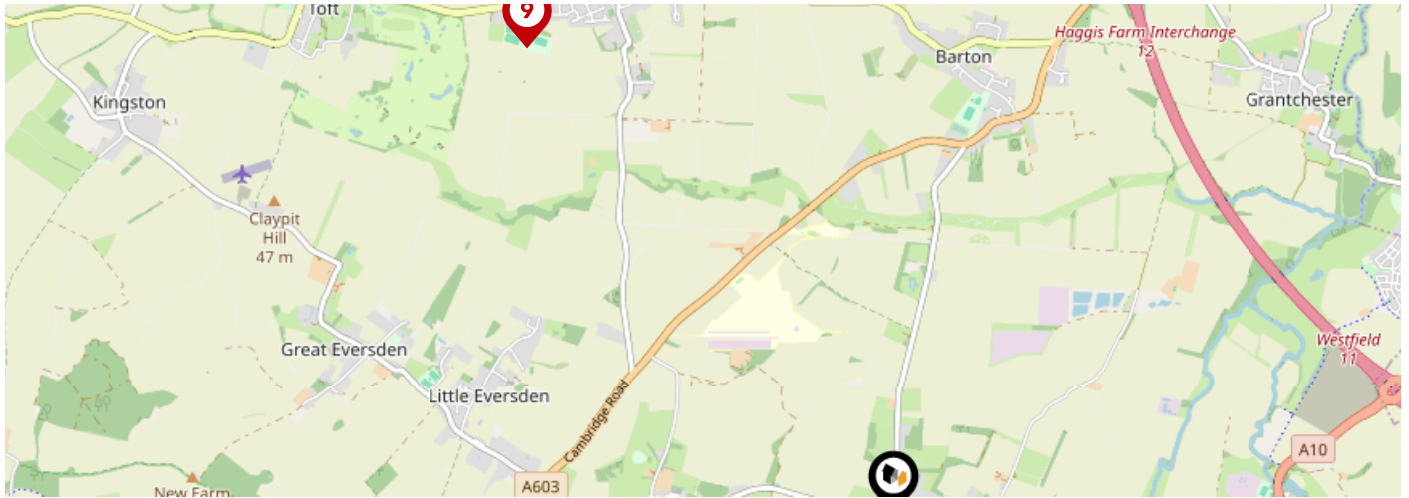 Toft
9
Haggis Farm Interchange
12
Barton
Kingston
Grantchester
Claypit
Hill
47 m
Great Eversden
Westfield
11
Little Eversden
Cambridge Road
A10
A603
New Farm